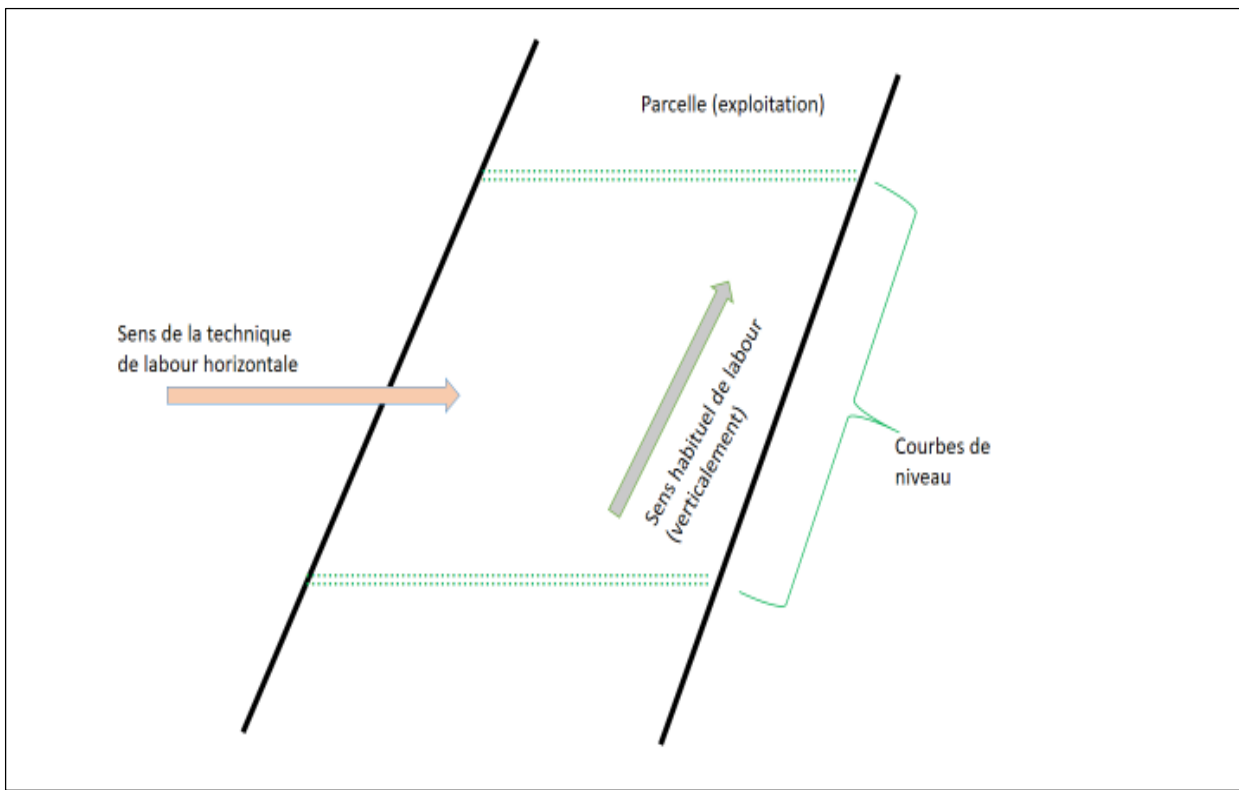 Parcelle (exploitation)
Sens de la technique
de labour horizontale
Sens habituel de labour
(verticalement)
Courbes de
niveau